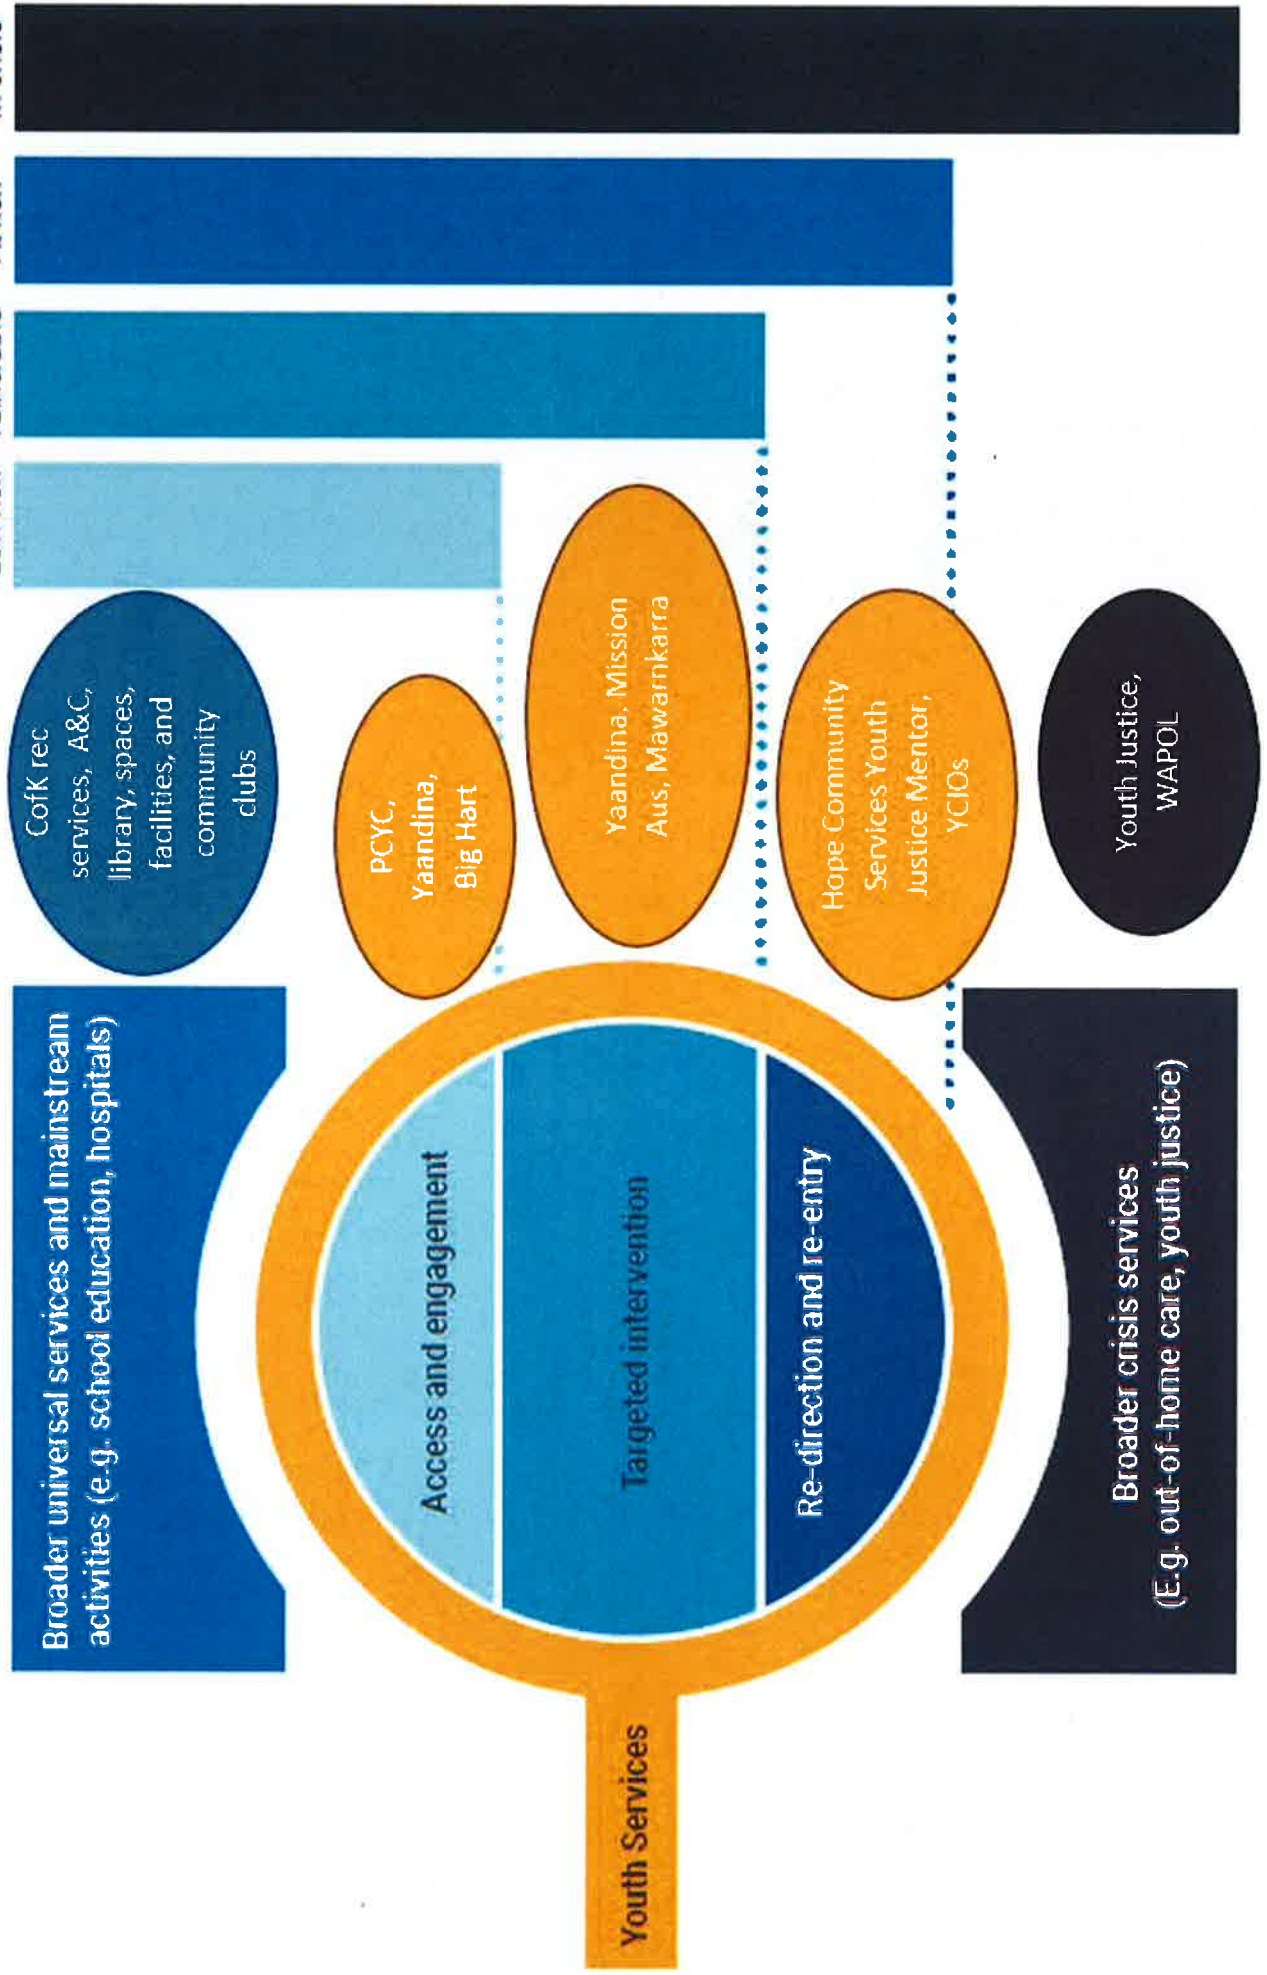 Youth Services
Broader universal services and mainstream
activities (e.g. school education, hospitals)
Access and engagement
Targeted intervention
Re-direction and re-entry
Broader crisis services
(E.g. out-of-home care, youth justice)
CofK rec
services, A&C,
library, spaces,
facilities, and
community
clubs
PCYC,
Yaandina,
Big Hart
Yaandina, Mission
Aus, Mawarnkarra
Hope Community
Services Youth
Justice Mentor,
YCIOs
Youth Justice,
WAPOL